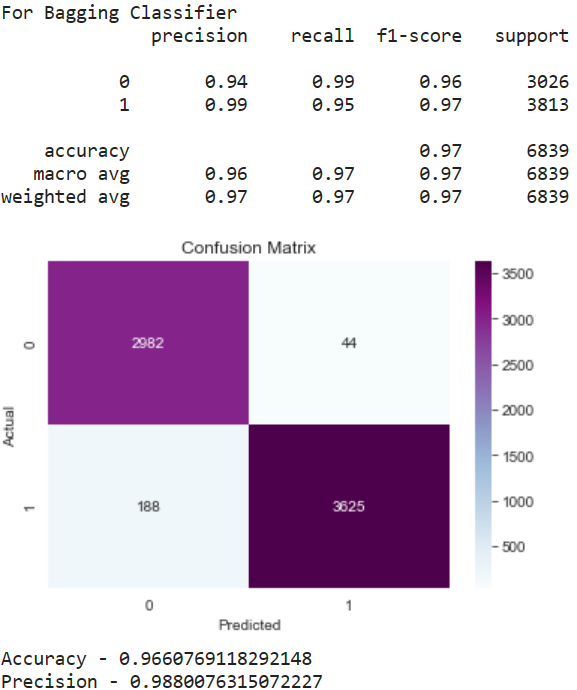 For Bagging Classifier
precision recall f1-score support
0 0.94 0.99 0.96 3026
1 0.99 0.95 0.97 3813
accuracy 0.97 6839
macro avg 0.96 0.97 0.97 6839
weighted avg 0.97 0.97 0.97 6839
Confusion Matrix
3500
3000
2500
2000
1500
1000
500
0
2982 44
Actual
1
188 3625
0 1
Predicted
Accuracy - 0.9660769118292148
Precision - 0.9880076315072227